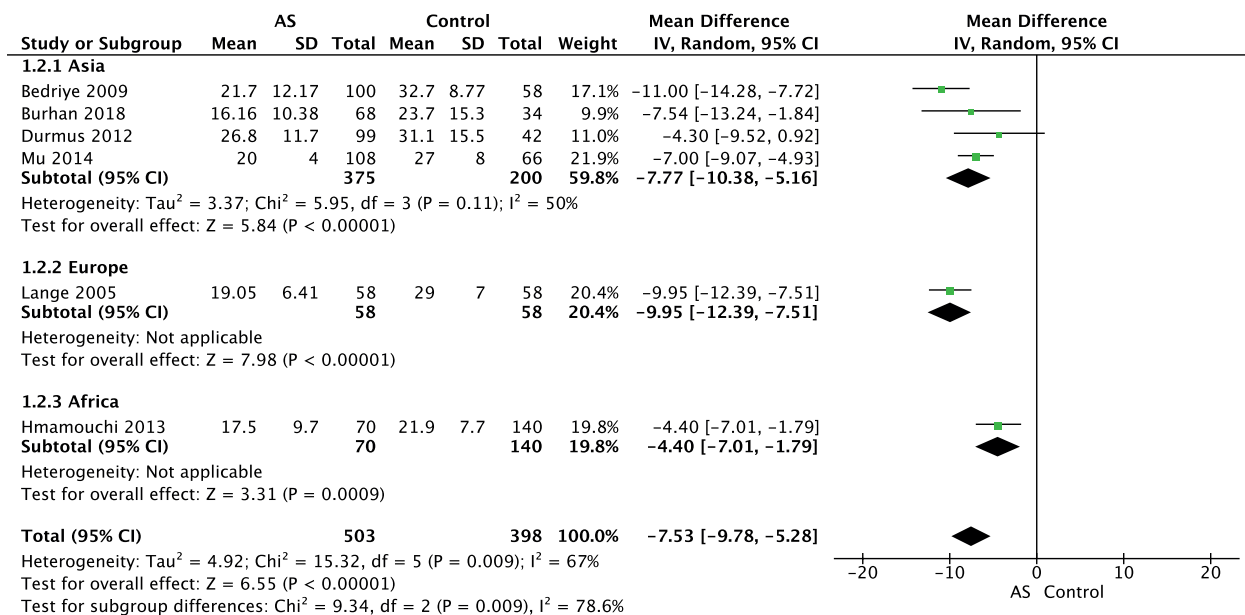 AS Control Mean Difference Mean Difference
Study or Subgroup Mean SD Total Mean SD Total Weight IV, Random, 95% CI IV, Random, 95% CI
1.2.1 Asia
Bedriye 2009 21.7 12.17 100 32.7 8.77 58 17.1% -11.00 [-14.28, -7.72]
Burhan 2018 16.16 10.38 68 23.7 15.3 34 9.9% -7.54 [-13.24, -1.84]
Durmus 2012 26.8 11.7 99 31.1 15.5 42 11.0% -4.30 [-9.52, 0.92]
Mu 2014 20 4 108 27 8 66 21.9% -7.00 [-9.07, -4.93]
Subtotal (95% CI) 375 200 59.8% -7.77 [-10.38, -5.16]
Heterogeneity: Tau² = 3.37; Chi² = 5.95, df = 3 (P = 0.11); I² = 50%
Test for overall effect: Z = 5.84 (P < 0.00001)
1.2.2 Europe
Lange 2005 19.05 6.41 58 29 7 58 20.4% -9.95 [-12.39, -7.51]
Subtotal (95% CI) 58 58 20.4% -9.95 [-12.39, -7.51]
Heterogeneity: Not applicable
Test for overall effect: Z = 7.98 (P < 0.00001)
1.2.3 Africa
Hmamouchi 2013 17.5 9.7 70 21.9 7.7 140 19.8% -4.40 [-7.01, -1.79]
Subtotal (95% CI) 70 140 19.8% -4.40 [-7.01, -1.79]
Heterogeneity: Not applicable
Test for overall effect: Z = 3.31 (P = 0.0009)
Total (95% CI) 503 398 100.0% -7.53 [-9.78, -5.28]
Heterogeneity: Tau² = 4.92; Chi² = 15.32, df = 5 (P = 0.009); I² = 67%
Test for overall effect: Z = 6.55 (P < 0.00001)
Test for subgroup differences: Chi² = 9.34, df = 2 (P = 0.009), I² = 78.6%
-20 -10 0 10 20
AS Control